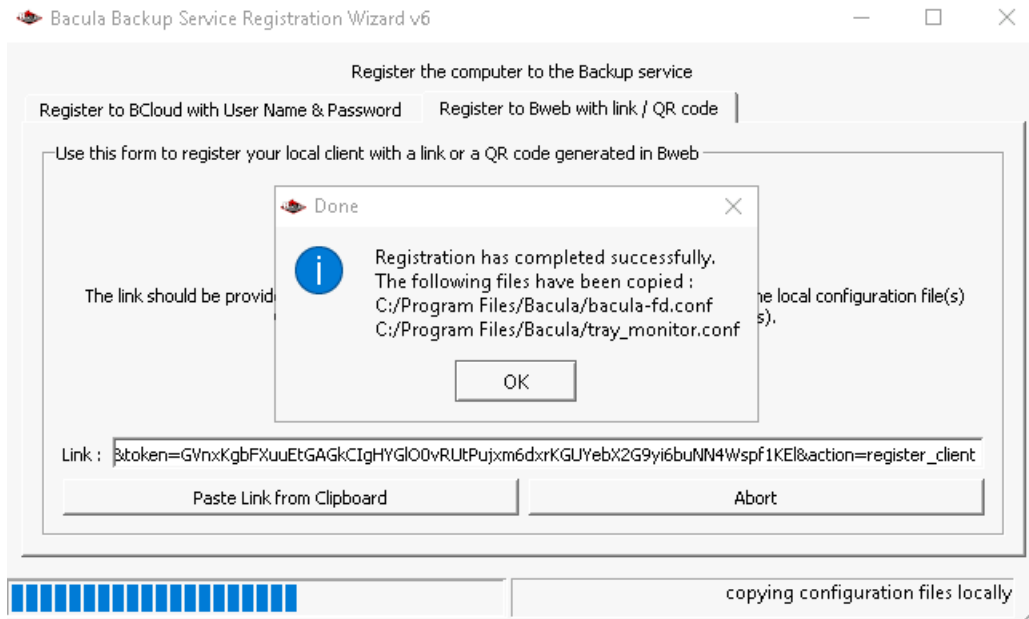 Bacula Backup Service Registration Wizard v6
Register the computer to the Backup service
Register to BCloud with User Name & Password
Register to Bweb with link / QR code
Use this form to register your local client with a link or a QR code generated in Bweb
Done
Registration has completed successfully.
The following files have been copied :
C:/Program Files/Bacula/bacula-fd.conf
C:/Program Files/Bacula/tray_monitor.conf
OK
The link should be provid
local configuration file(s)
s).
Link : &token=GVnxKgbFXuuEtGAGkCIgHYGlO0vRUtPujxm6dxrKGUYebX2G9yi6buNN4Wspf1KEl&action=register_client
Paste Link from Clipboard
Abort
copying configuration files locally